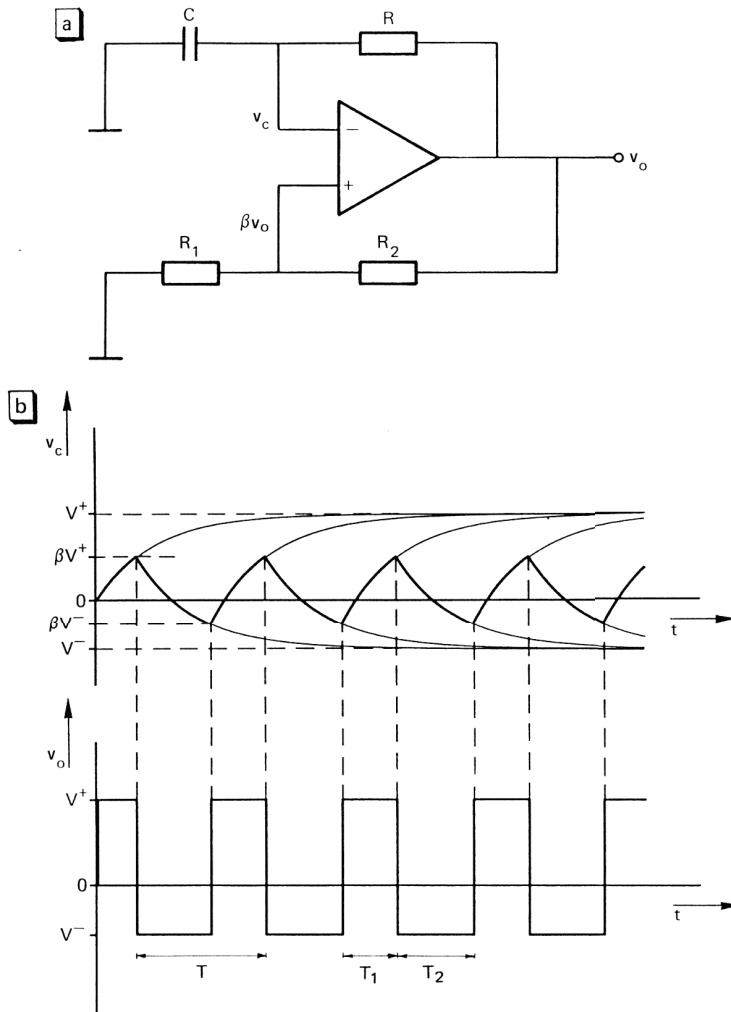 a
C
R
v_c
−
+
v_o
βv_o
R_1
R_2
b
v_c
V⁺
βV⁺
0
βV⁻
V⁻
t
v_o
V⁺
0
V⁻
t
T
T_1
T_2